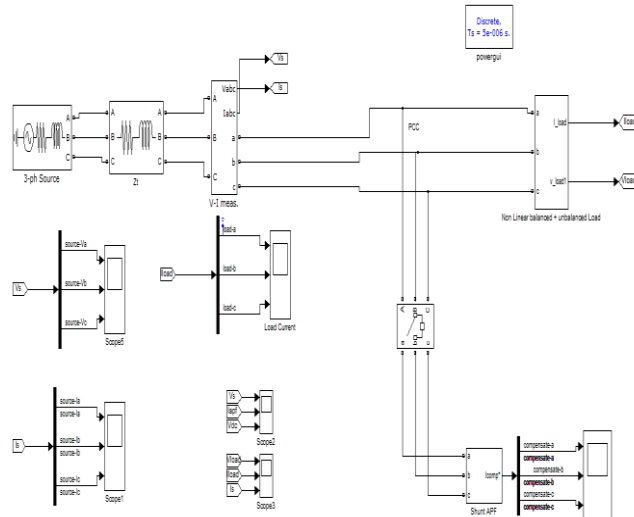 Discrete,
Ts = 5e-006 s.
powergui
Vs
Is
Vabc
Iabc
A
B
C
a
b
c
A
B
C
A
B
C
A
B
C
3-ph Source
Zt
V-I meas.
PCC
a
b
c
I_load
v_load1
Iload
Vload
Non Linear balanced + unbalanced Load
Vs
source-Va
source-Vb
source-Vc
Scope5
Iload
load-a
load-b
load-c
Load Current
A
B
C
a
b
c
Is
source-Ia
source-Ia
source-Ib
source-Ib
source-Ic
source-Ic
Scope1
Vs
Iapf
Vdc
Scope2
Vload
Iload
Is
Scope3
a
b
c
Icomp*
Shunt APF
compensate-a
compensate-a
compensate-b
compensate-b
compensate-c
compensate-c